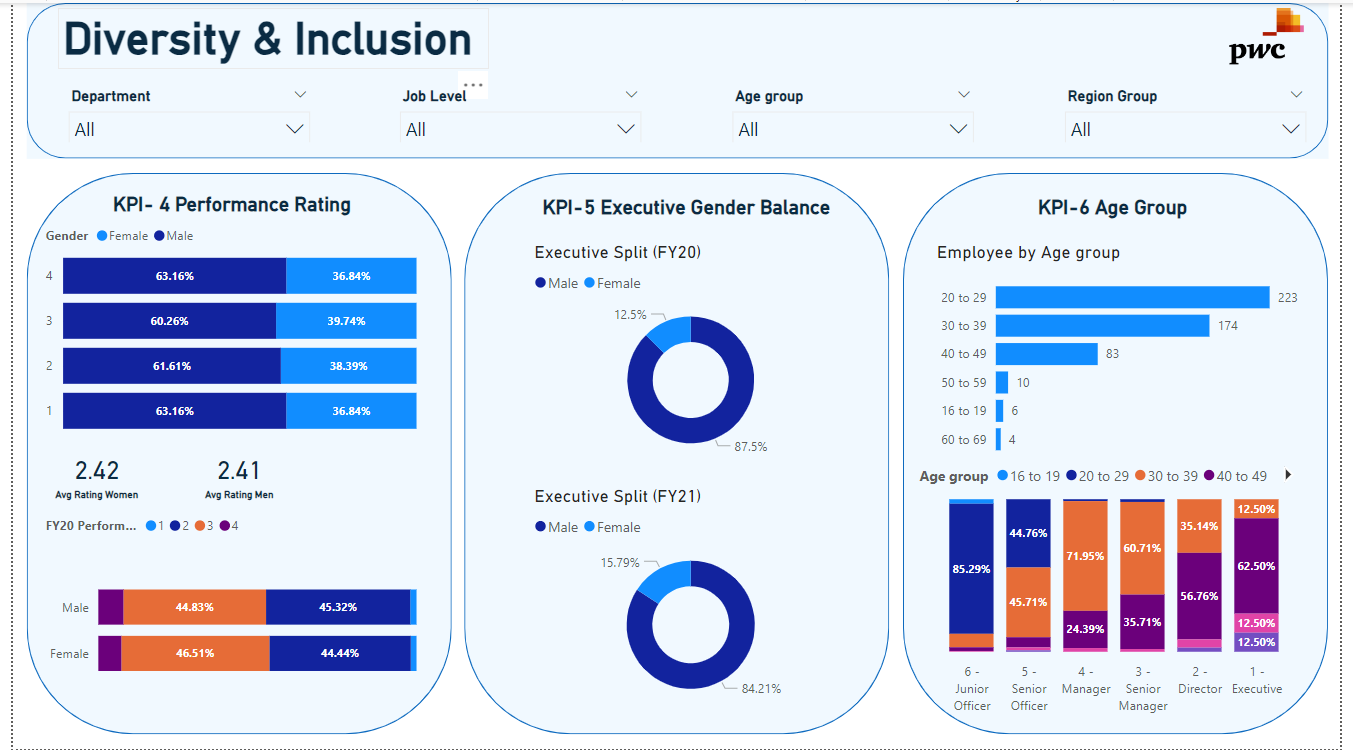 Diversity & Inclusion
pwc
...
Department
Job Level
Age group
Region Group
All
All
All
All
KPI- 4 Performance Rating
Gender Female Male
4 63.16% 36.84%
3 60.26% 39.74%
2 61.61% 38.39%
1 63.16% 36.84%
2.42
Avg Rating Women
2.41
Avg Rating Men
FY20 Perform... 1 2 3 4
Male 44.83% 45.32%
Female 46.51% 44.44%
KPI-5 Executive Gender Balance
Executive Split (FY20)
Male Female
12.5%
87.5%
Executive Split (FY21)
Male Female
15.79%
84.21%
KPI-6 Age Group
Employee by Age group
20 to 29 223
30 to 39 174
40 to 49 83
50 to 59 10
16 to 19 6
60 to 69 4
Age group 16 to 19 20 to 29 30 to 39 40 to 49
85.29%
44.76%
45.71%
71.95%
24.39%
60.71%
35.71%
35.14%
56.76%
12.50%
62.50%
12.50%
12.50%
6 -
Junior
Officer
5 -
Senior
Officer
4 -
Manager
3 -
Senior
Manager
2 -
Director
1 -
Executive